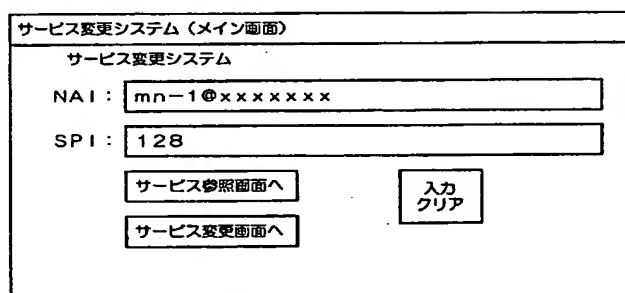 サービス変更システム（メイン画面）
サービス変更システム
NAI： mn－1＠xxxxxxx
SPI： 128
サービス参照画面へ
入力
クリア
サービス変更画面へ